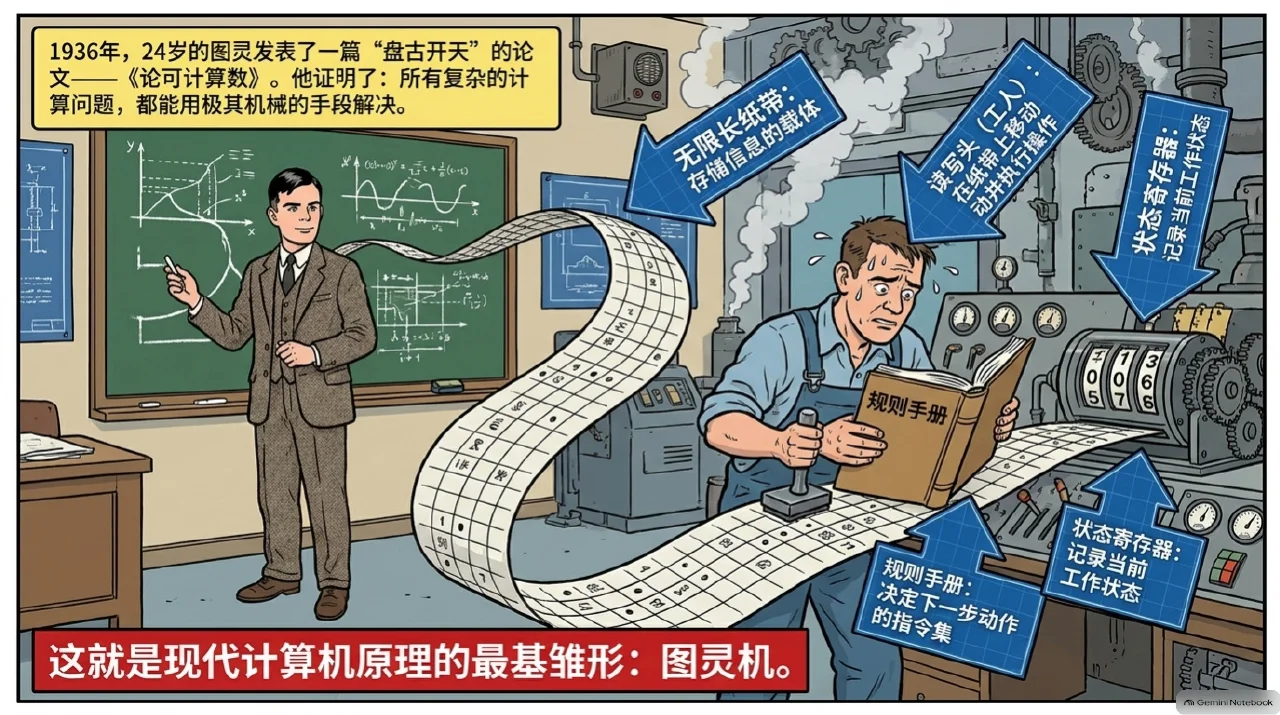 1936年，24岁的图灵发表了一篇“盘古开天”的论
文——《论可计算数》。他证明了：所有复杂的计
算问题，都能用极其机械的手段解决。
无限长纸带：
存储信息的载体
读写头（工人）：
在纸带上移动
动并执行操作
状态寄存器：
记录当前工作状态
规则手册
规则手册：
决定下一步动作
的指令集
状态寄存器：
记录当前
工作状态
这就是现代计算机原理的最基雏形：图灵机。
Gemini Notebook